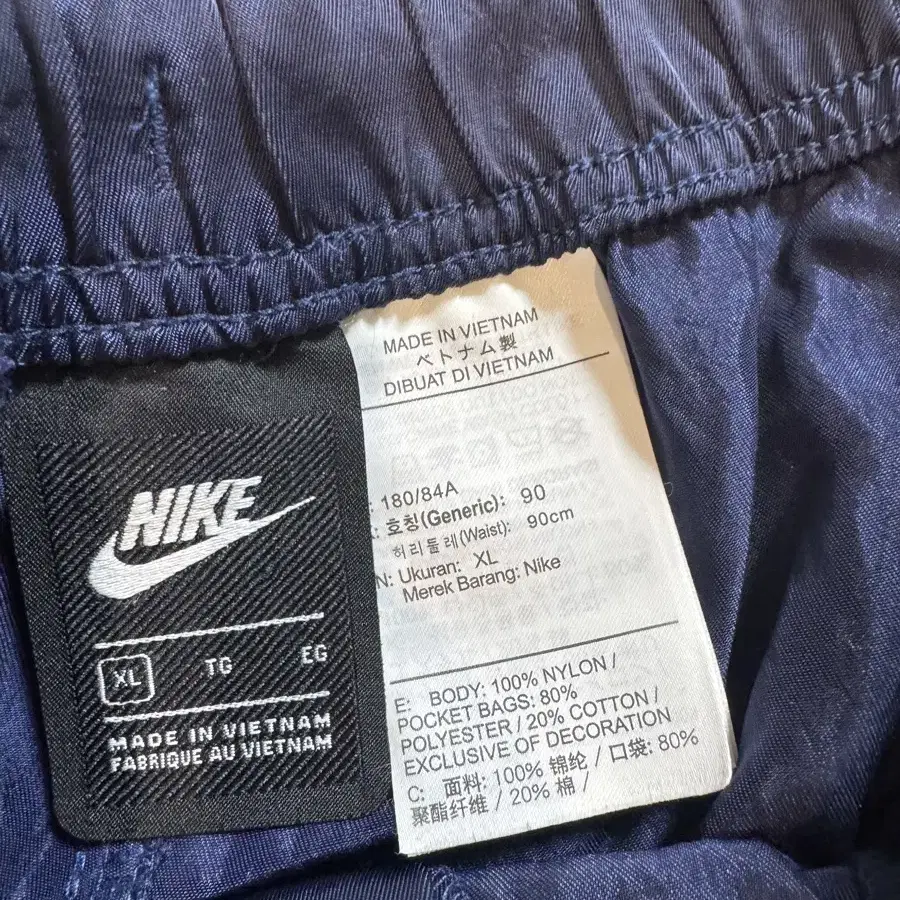 NIKE
XL TG EG
MADE IN VIETNAM
FABRIQUE AU VIETNAM
MADE IN VIETNAM
ベトナム製
DIBUAT DI VIETNAM
: 180/84A
: 호칭(Generic): 90
허리둘레(Waist): 90cm
N: Ukuran: XL
Merek Barang: Nike
E: BODY: 100% NYLON /
POCKET BAGS: 80%
POLYESTER / 20% COTTON /
EXCLUSIVE OF DECORATION
C: 面料: 100% 锦纶 / 口袋: 80%
聚酯纤维 / 20% 棉 /